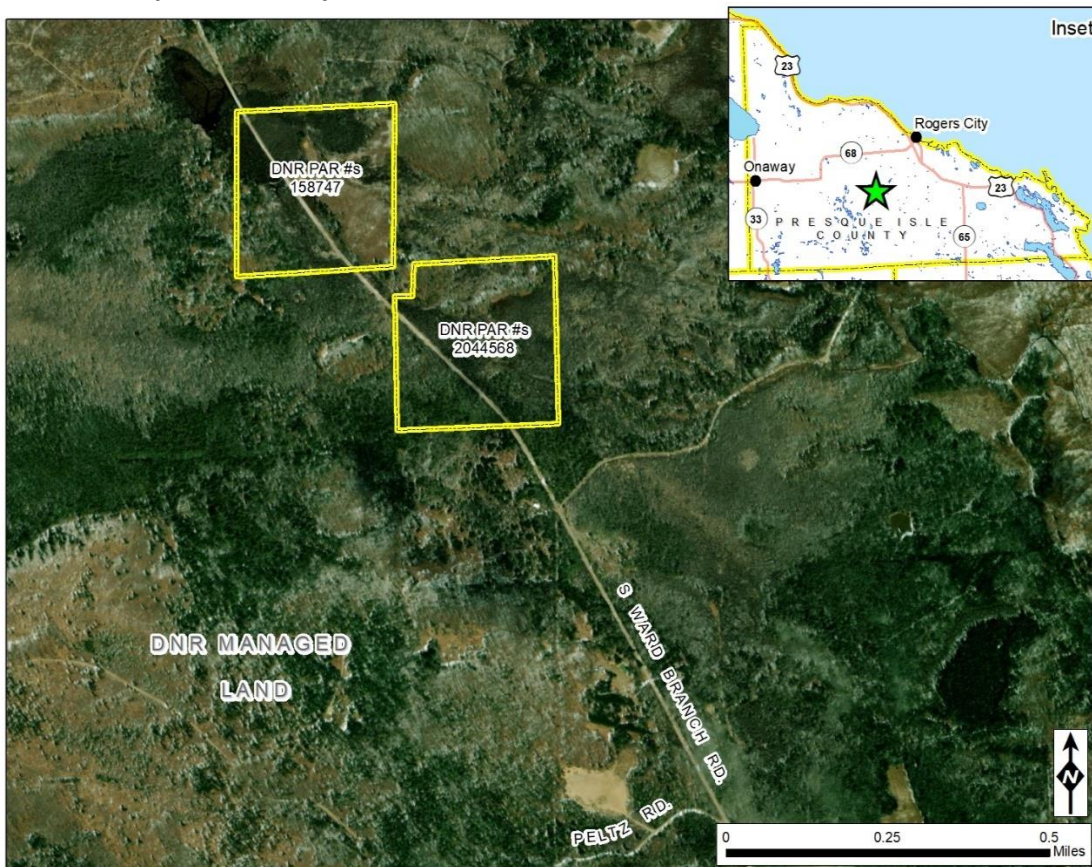 DNR PAR #s
158747
DNR PAR #s
2044568
DNR MANAGED
LAND
S WARD BRANCH RD.
PELTZ RD.
Inset
23
Rogers City
68
Onaway
23
33
PRESQUE ISLE
COUNTY
65
N
0 0.25 0.5
Miles